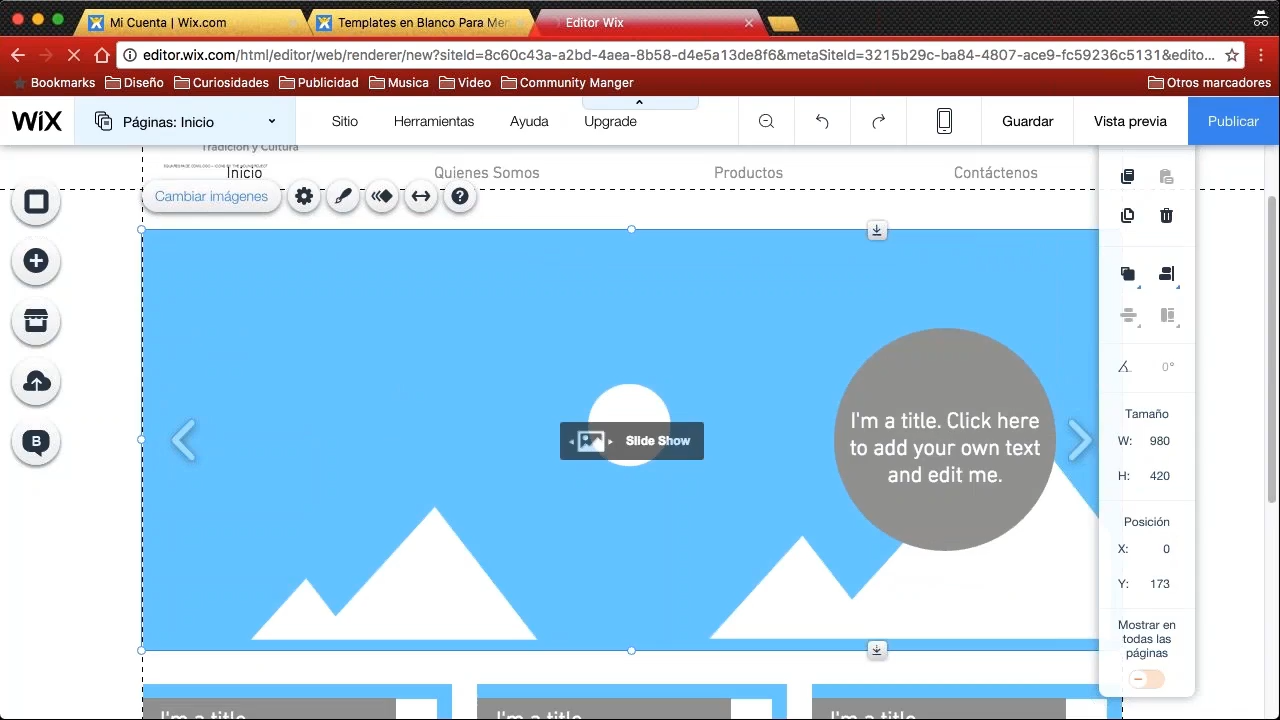 Mi Cuenta | Wix.com
Templates en Blanco Para Mer
Editor Wix
editor.wix.com/html/editor/web/renderer/new?siteId=8c60c43a-a2bd-4aea-8b58-d4e5a13de8f6&metaSiteId=3215b29c-ba84-4807-ace9-fc59236c5131&edito...
Bookmarks Diseño Curiosidades Publicidad Musica Video Community Manger Otros marcadores
WiX Páginas: Inicio Sitio Herramientas Ayuda Upgrade Guardar Vista previa Publicar
Tradición y Cultura
Inicio Quienes Somos Productos Contáctenos
Cambiar imágenes
?
B
Slide Show
I'm a title. Click here
to add your own text
and edit me.
0°
Tamaño
W: 980
H: 420
Posición
X: 0
Y: 173
Mostrar en
todas las
páginas
I'm a title.
I'm a title.
I'm a title.